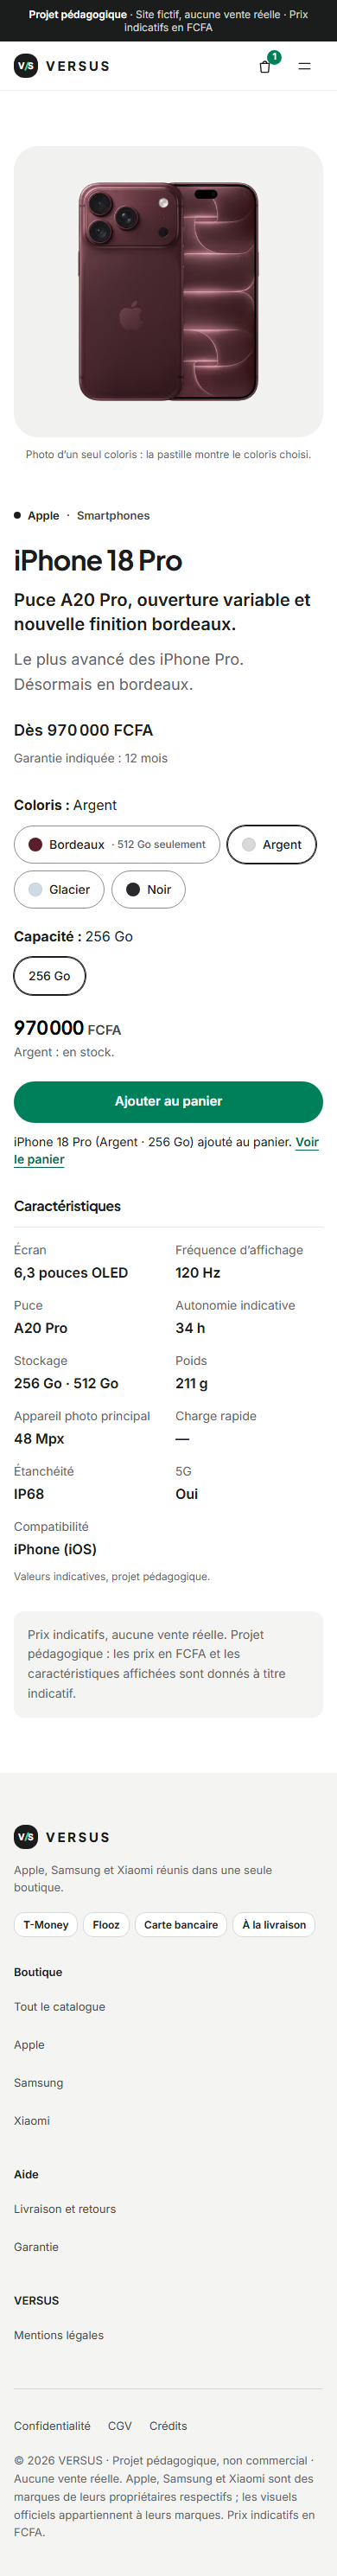 Projet pédagogique · Site fictif, aucune vente réelle · Prix
indicatifs en FCFA
V/S VERSUS
1
Photo d’un seul coloris : la pastille montre le coloris choisi.
Apple · Smartphones
iPhone 18 Pro
Puce A20 Pro, ouverture variable et
nouvelle finition bordeaux.
Le plus avancé des iPhone Pro.
Désormais en bordeaux.
Dès 970 000 FCFA
Garantie indiquée : 12 mois
Coloris : Argent
Bordeaux · 512 Go seulement
Argent
Glacier
Noir
Capacité : 256 Go
256 Go
970 000 FCFA
Argent : en stock.
Ajouter au panier
iPhone 18 Pro (Argent · 256 Go) ajouté au panier. Voir
le panier
Caractéristiques
Écran
6,3 pouces OLED
Fréquence d’affichage
120 Hz
Puce
A20 Pro
Autonomie indicative
34 h
Stockage
256 Go · 512 Go
Poids
211 g
Appareil photo principal
48 Mpx
Charge rapide
—
Étanchéité
IP68
5G
Oui
Compatibilité
iPhone (iOS)
Valeurs indicatives, projet pédagogique.
Prix indicatifs, aucune vente réelle. Projet
pédagogique : les prix en FCFA et les
caractéristiques affichées sont donnés à titre
indicatif.
V/S VERSUS
Apple, Samsung et Xiaomi réunis dans une seule
boutique.
T-Money
Flooz
Carte bancaire
À la livraison
Boutique
Tout le catalogue
Apple
Samsung
Xiaomi
Aide
Livraison et retours
Garantie
VERSUS
Mentions légales
Confidentialité CGV Crédits
© 2026 VERSUS · Projet pédagogique, non commercial ·
Aucune vente réelle. Apple, Samsung et Xiaomi sont des
marques de leurs propriétaires respectifs ; les visuels
officiels appartiennent à leurs marques. Prix indicatifs en
FCFA.